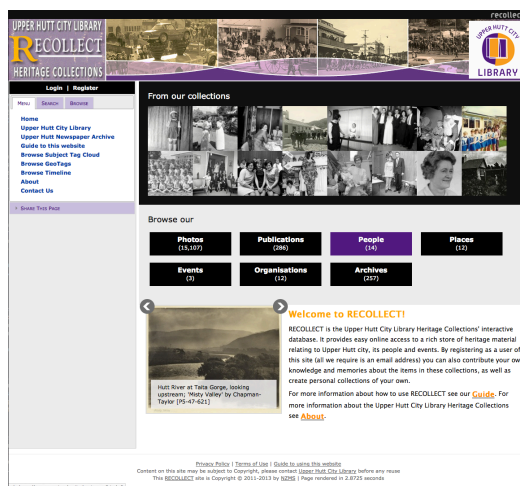 recollect
UPPER HUTT CITY LIBRARY
RECOLLECT
HERITAGE COLLECTIONS
UPPER HUTT CITY
LIBRARY
Login | Register
Menu Search Browse
Home
Upper Hutt City Library
Upper Hutt Newspaper Archive
Guide to this website
Browse Subject Tag Cloud
Browse GeoTags
Browse Timeline
About
Contact Us
Share This Page
From our collections
Browse our
Photos
(15,107)
Publications
(286)
People
(14)
Places
(12)
Events
(3)
Organisations
(12)
Archives
(257)
Hutt River at Taita Gorge, looking
upstream; 'Misty Valley' by Chapman-
Taylor [P5-47-621]
Welcome to RECOLLECT!
RECOLLECT is the Upper Hutt City Library Heritage Collections' interactive
database. It provides easy online access to a rich store of heritage material
relating to Upper Hutt city, its people and events. By registering as a user of
this site (all we require is an email address) you can also contribute your ow
knowledge and memories about the items in these collections, as well as
create personal collections of your own.
For more information about how to use RECOLLECT see our Guide. For
more information about the Upper Hutt City Library Heritage Collections
see About.
Privacy Policy | Terms of Use | Guide to using this website
Content on this site may be subject to Copyright, please contact Upper Hutt City Library before any reuse
This RECOLLECT site is Copyright © 2011-2013 by NZMS | Page rendered in 2.8725 seconds